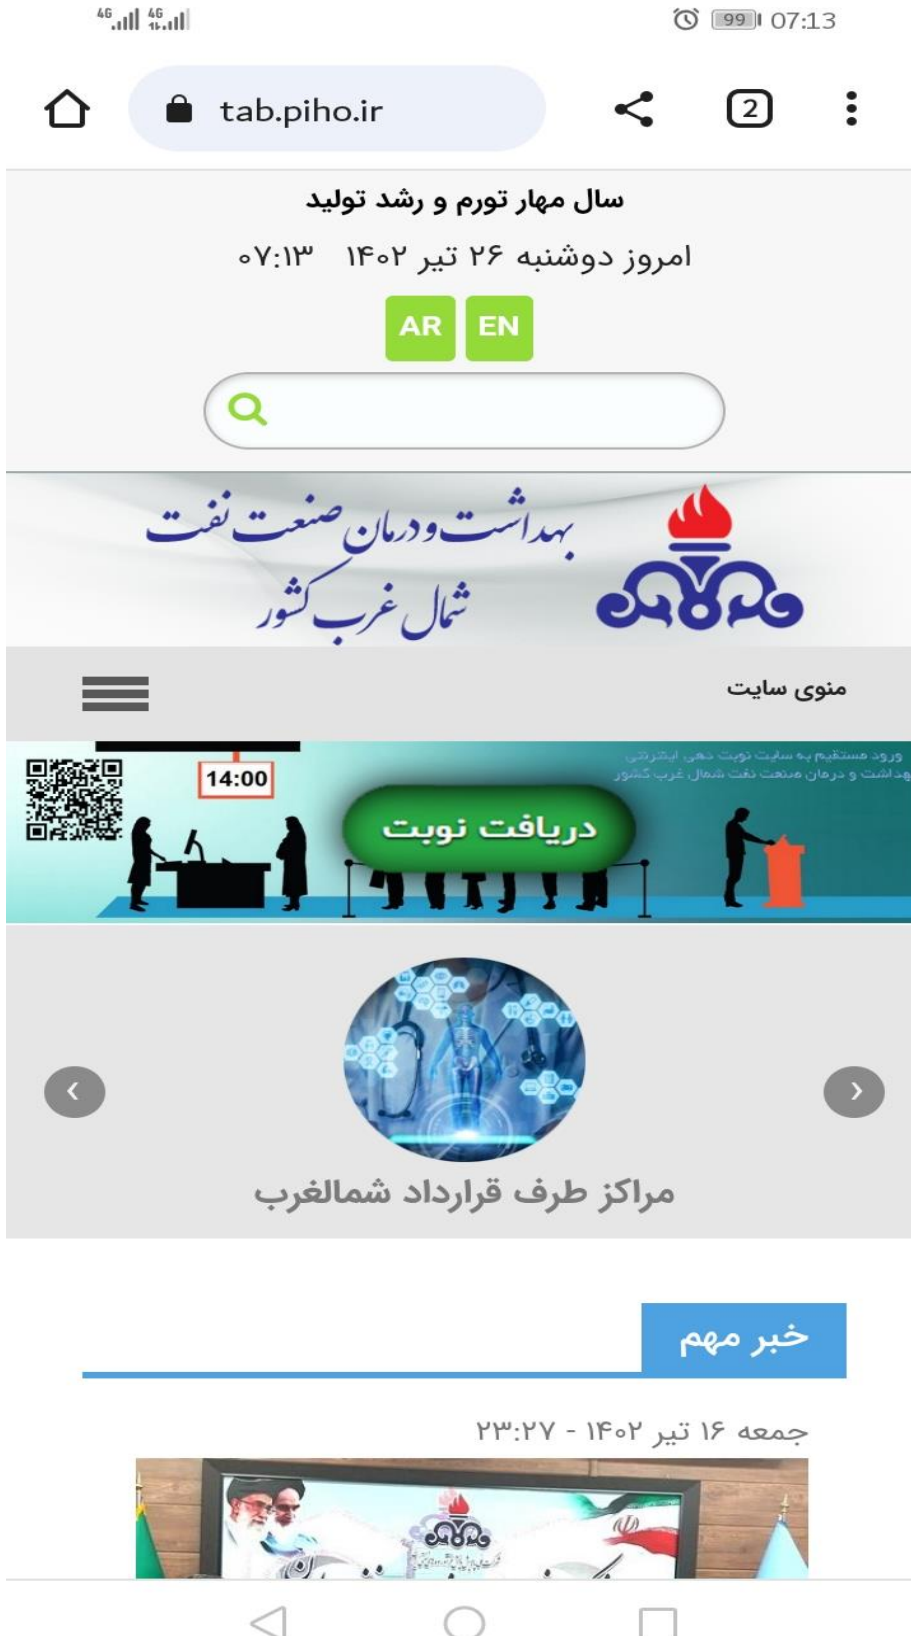 4G 4G 99 07:13
tab.piho.ir 2
سال مهار تورم و رشد تولید
امروز دوشنبه ۲۶ تیر ۱۴۰۲ ۰۷:۱۳
AR EN
بهداشت و درمان صنعت نفت
شمال غرب کشور
منوی سایت
ورود مستقیم به سایت نوبت دهی اینترنتی
بهداشت و درمان صنعت نفت شمال غرب کشور
14:00
دریافت نوبت
مراکز طرف قرارداد شمالغرب
خبر مهم
جمعه ۱۶ تیر ۱۴۰۲ - ۲۳:۲۷